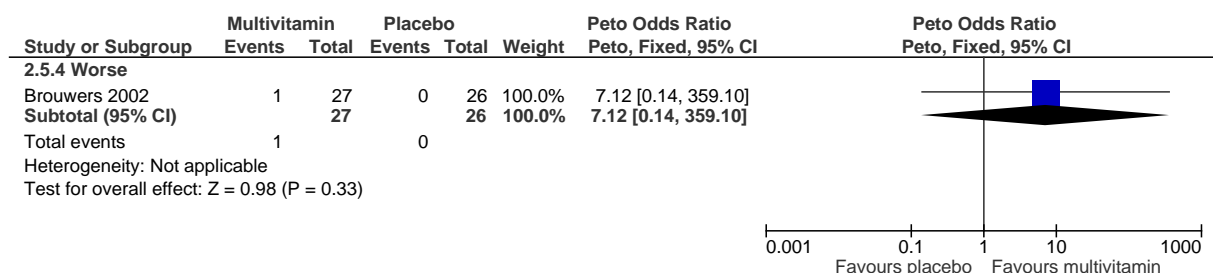 Multivitamin Placebo Peto Odds Ratio Peto Odds Ratio
Study or Subgroup Events Total Events Total Weight Peto, Fixed, 95% CI Peto, Fixed, 95% CI
2.5.4 Worse
Brouwers 2002 1 27 0 26 100.0% 7.12 [0.14, 359.10]
Subtotal (95% CI) 27 26 100.0% 7.12 [0.14, 359.10]
Total events 1 0
Heterogeneity: Not applicable
Test for overall effect: Z = 0.98 (P = 0.33)
0.001 0.1 1 10 1000
Favours placebo Favours multivitamin